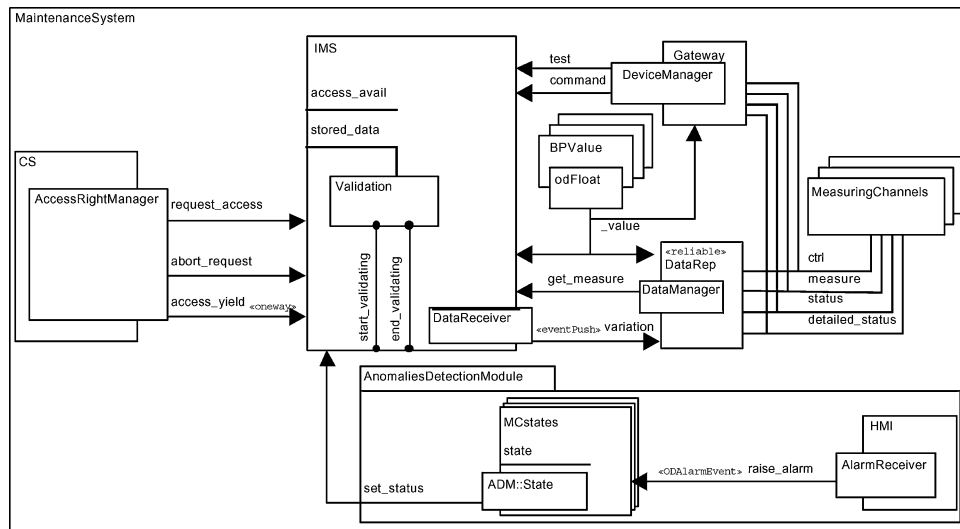 MaintenanceSystem
IMS
access_avail
stored_data
Validation
start_validating
end_validating
DataReceiver
CS
AccessRightManager
request_access
abort_request
access_yield «oneway»
test
command
Gateway
DeviceManager
BPValue
odFloat
_value
MeasuringChannels
«reliable»
DataRep
DataManager
get_measure
«eventPush» variation
ctrl
measure
status
detailed_status
AnomaliesDetectionModule
MCstates
state
ADM::State
set_status
«ODAlarmEvent» raise_alarm
HMI
AlarmReceiver